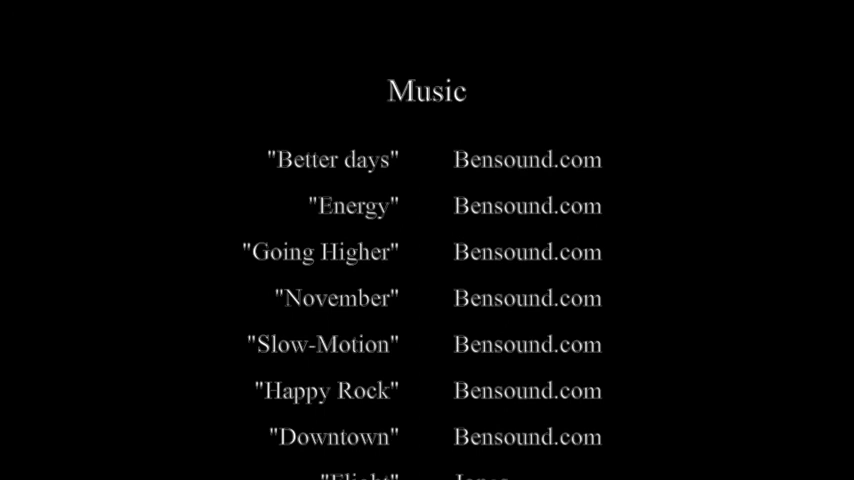 Music
"Better days" Bensound.com
"Energy" Bensound.com
"Going Higher" Bensound.com
"November" Bensound.com
"Slow-Motion" Bensound.com
"Happy Rock" Bensound.com
"Downtown" Bensound.com